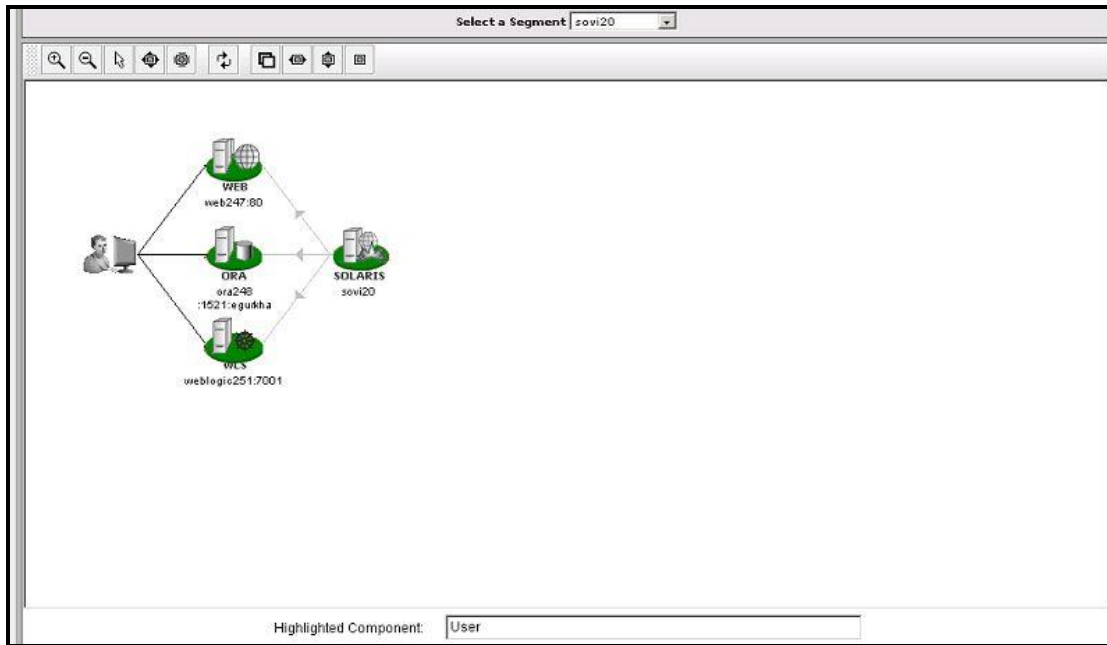 Select a Segment sovi20
WEB
web247:80
ORA
ora248
:1521:egurkha
SOLARIS
sovi20
WLS
weblogic251:7001
Highlighted Component: User